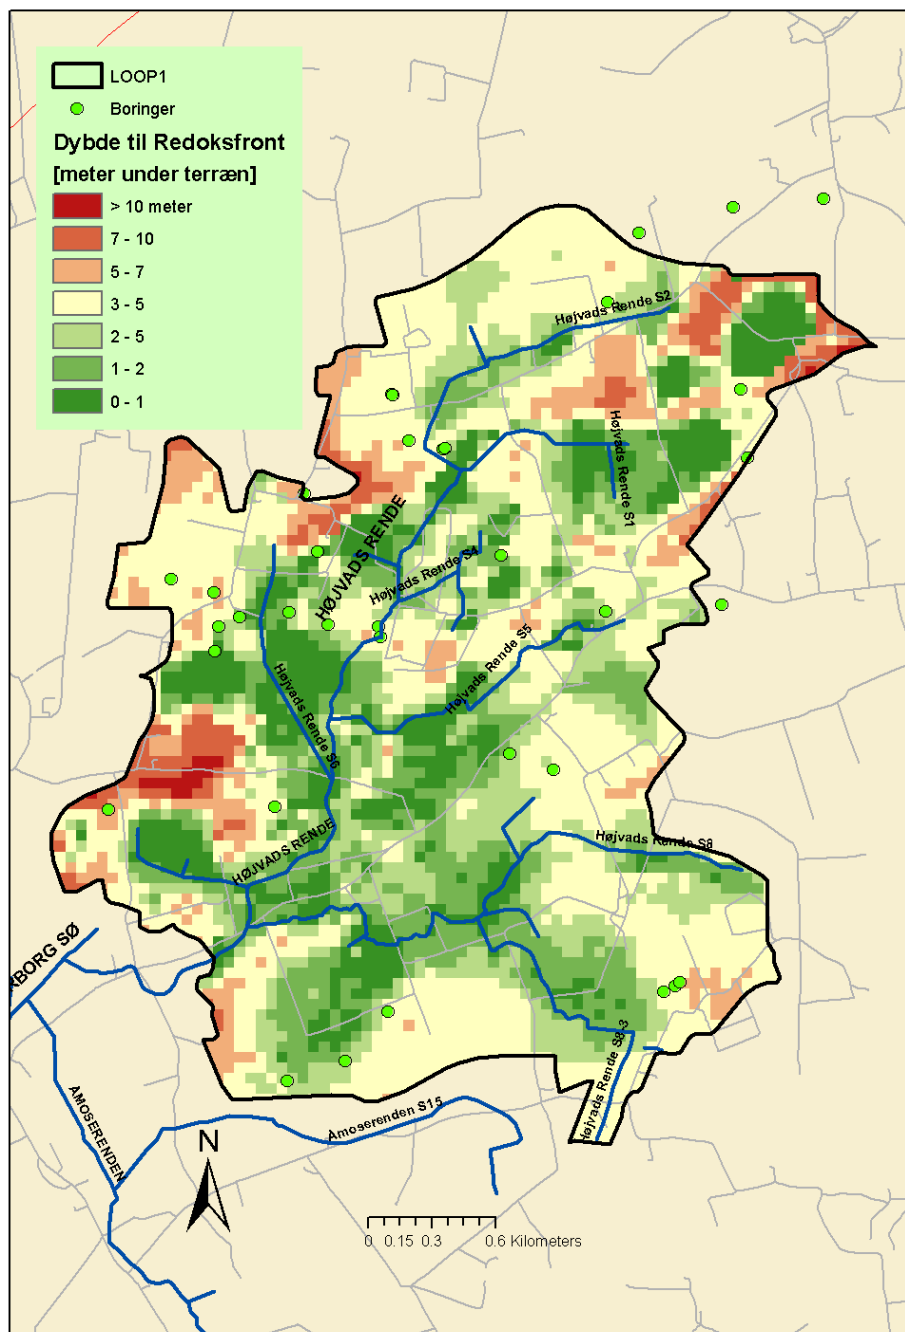 LOOP1
Boringer
Dybde til Redoksfront
[meter under terræn]
> 10 meter
7 - 10
5 - 7
3 - 5
2 - 5
1 - 2
0 - 1
Højvads Rende S2
Højvads Rende S1
HØJVADS RENDE
Højvads Rende S4
Højvads Rende S5
Højvads Rende S6
HØJVADS RENDE
Højvads Rende S8
RBORG SØ
Højvads Rende S8-3
AMOSERENDEN
Amoserenden S15
N
0 0.15 0.3 0.6 Kilometers